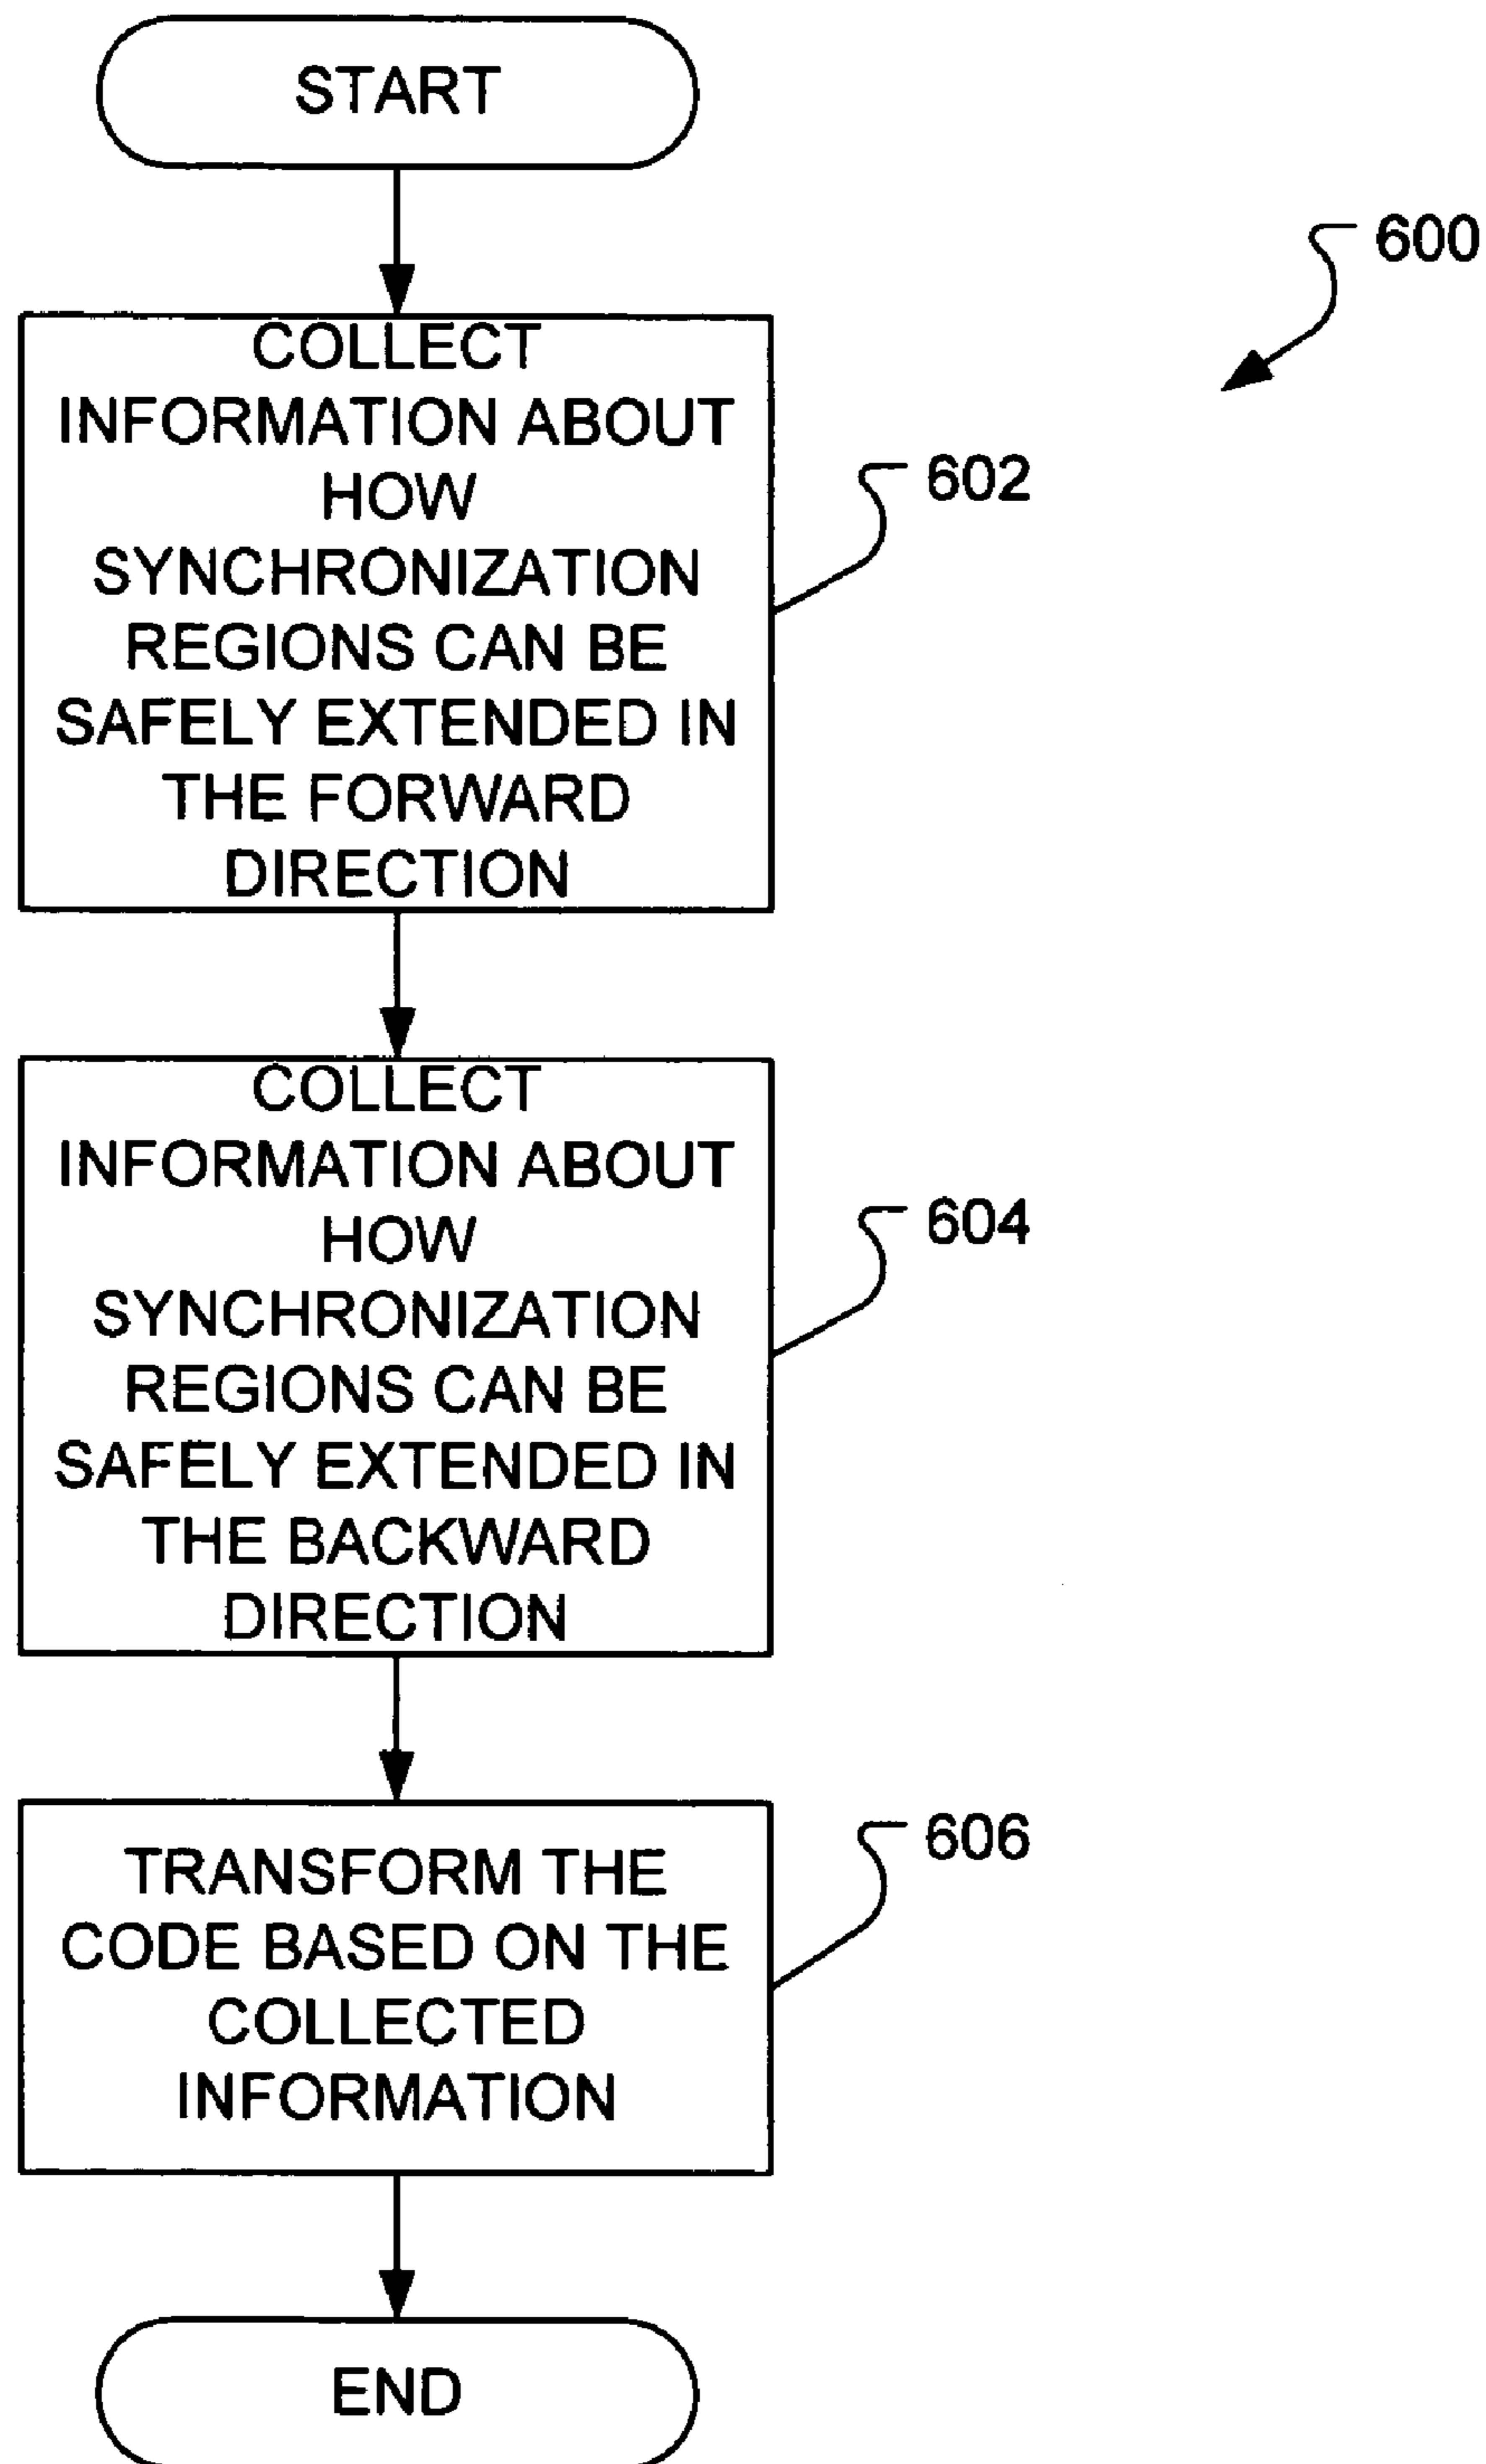 START
600
COLLECT
INFORMATION ABOUT
HOW
SYNCHRONIZATION
REGIONS CAN BE
SAFELY EXTENDED IN
THE FORWARD
DIRECTION
602
COLLECT
INFORMATION ABOUT
HOW
SYNCHRONIZATION
REGIONS CAN BE
SAFELY EXTENDED IN
THE BACKWARD
DIRECTION
604
TRANSFORM THE
CODE BASED ON THE
COLLECTED
INFORMATION
606
END